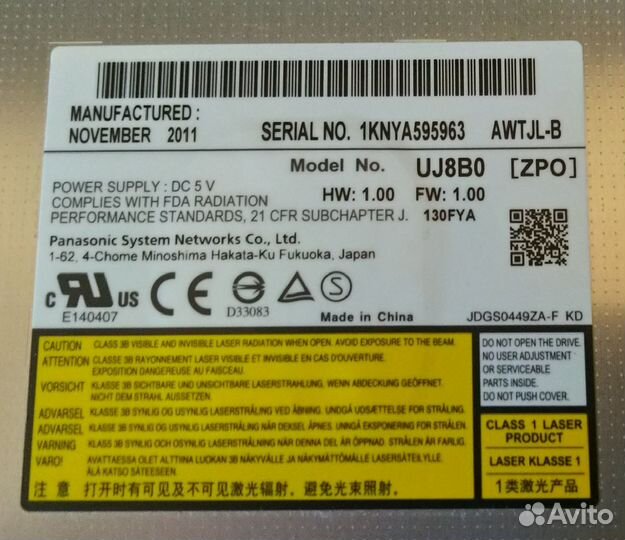 MANUFACTURED :
NOVEMBER 2011
SERIAL NO. 1KNYA595963 AWTJL-B
Model No. UJ8B0 [ZPO]
POWER SUPPLY : DC 5 V
HW: 1.00 FW: 1.00
COMPLIES WITH FDA RADIATION
PERFORMANCE STANDARDS, 21 CFR SUBCHAPTER J. 130FYA
Panasonic System Networks Co., Ltd.
1-62, 4-Chome Minoshima Hakata-Ku Fukuoka, Japan
c RU US CE
E140407
D33083
Made in China
JDGS0449ZA-F KD
CAUTION CLASS 3B VISIBLE AND INVISIBLE LASER RADIATION WHEN OPEN. AVOID EXPOSURE TO THE BEAM.
ATTENTION CLASSE 3B RAYONNEMENT LASER VISIBLE ET INVISIBLE EN CAS D'OUVERTURE.
EXPOSITION DANGEREUSE AU FAISCEAU.
VORSICHT KLASSE 3B SICHTBARE UND UNSICHTBARE LASERSTRAHLUNG, WENN ABDECKUNG GEÖFFNET.
NICHT DEM STRAHL AUSSETZEN.
ADVARSEL KLASSE 3B SYNLIG OG USYNLIG LASERSTRÅLING VED ÅBNING. UNDGÅ UDSÆTTELSE FOR STRÅLING.
ADVARSEL KLASSE 3B SYNLIG OG USYNLIG LASERSTRÅLING NÅR DEKSEL ÅPNES. UNNGÅ EKSPONERING FOR STRÅLEN.
VARNING KLASS 3B SYNLIG OCH OSYNLIG LASERSTRÅLNING NÄR DENNA DEL ÄR ÖPPNAD. STRÅLEN ÄR FARLIG.
VARO! AVATTAESSA OLET ALTTIINA LUOKAN 3B NÄKYVÄLLE JA NÄKYMÄTTÖMÄLLE LASERSÄTEILYLLE.
ÄLÄ KATSO SÄTEESEEN.
注意 打开时有可见及不可见激光辐射。避免光束照射。
DO NOT OPEN THE DRIVE.
NO USER ADJUSTMENT
OR SERVICEABLE
PARTS INSIDE.
DO NOT PUSH COVER.
CLASS 1 LASER
PRODUCT
LASER KLASSE 1
1类激光产品
Avito